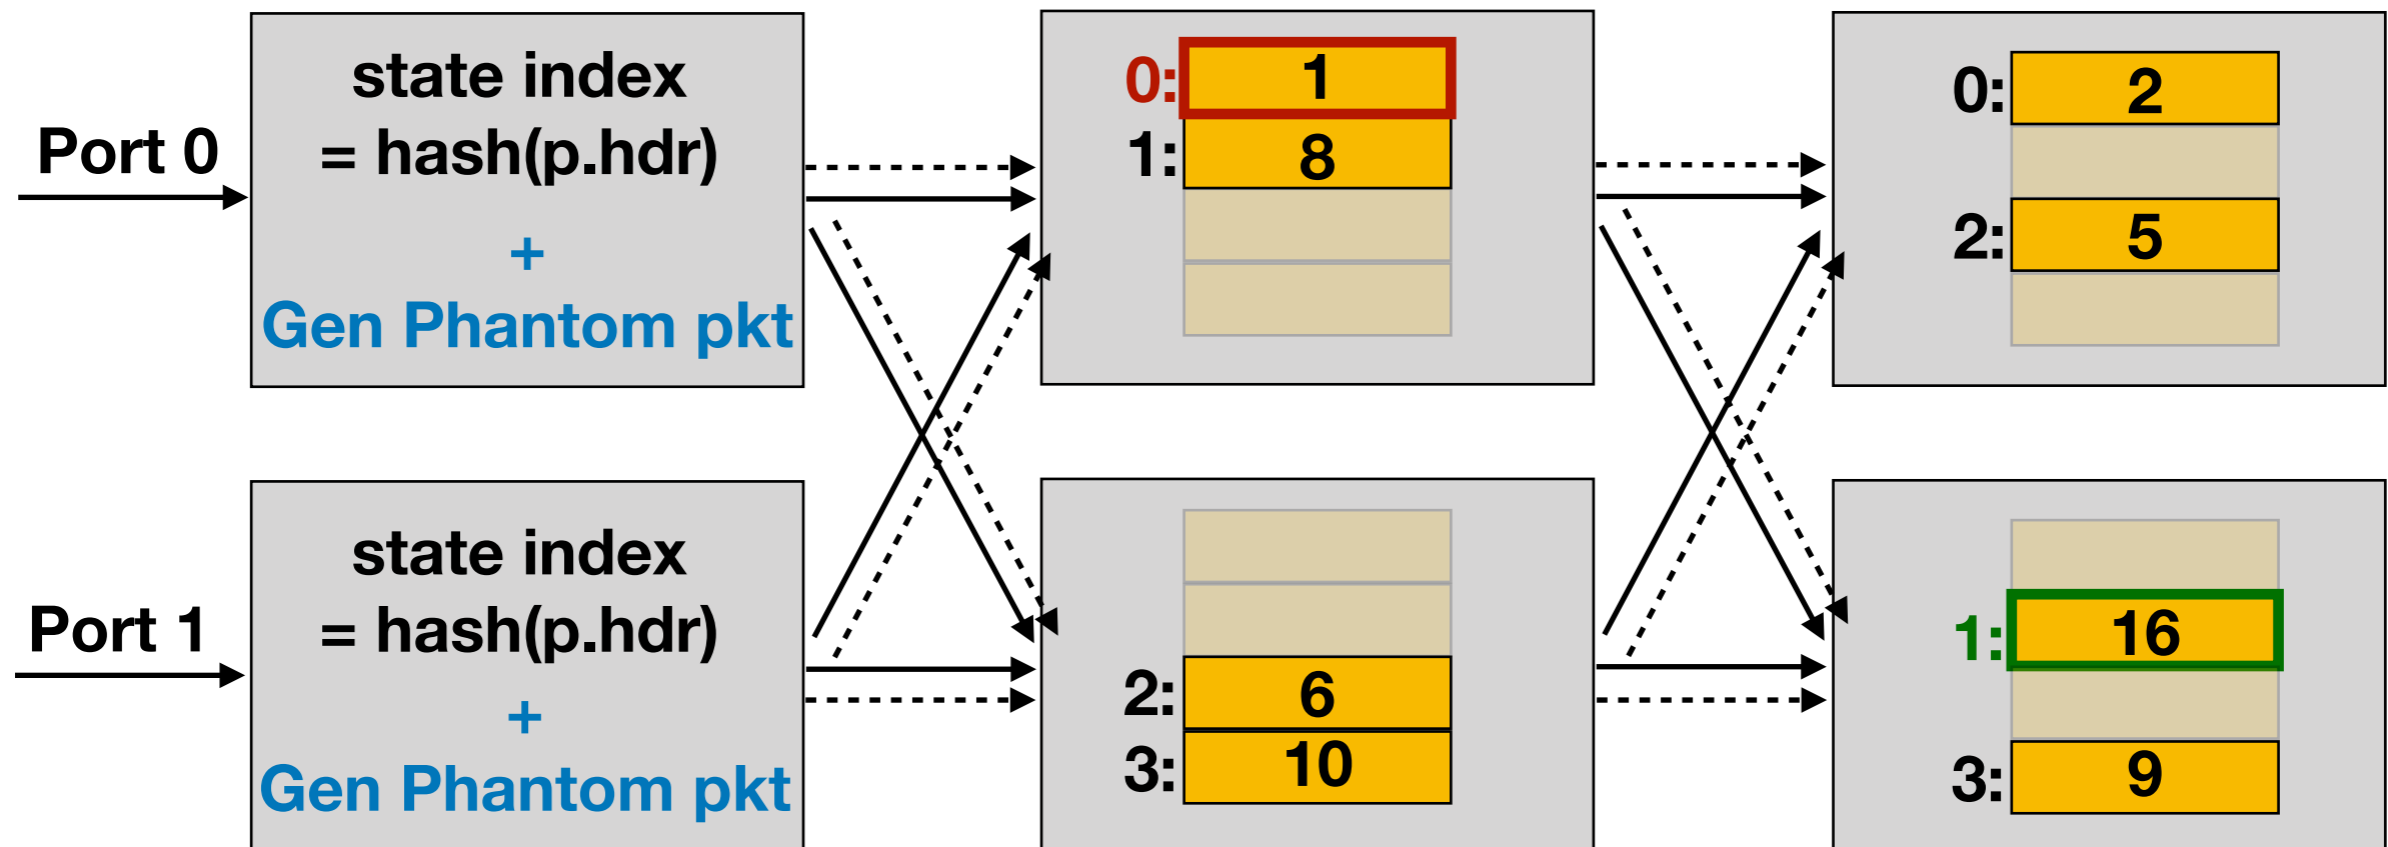 Port 0
state index
= hash(p.hdr)
+
Gen Phantom pkt
0: 1
1: 8
0: 2
2: 5
Port 1
state index
= hash(p.hdr)
+
Gen Phantom pkt
2: 6
3: 10
1: 16
3: 9